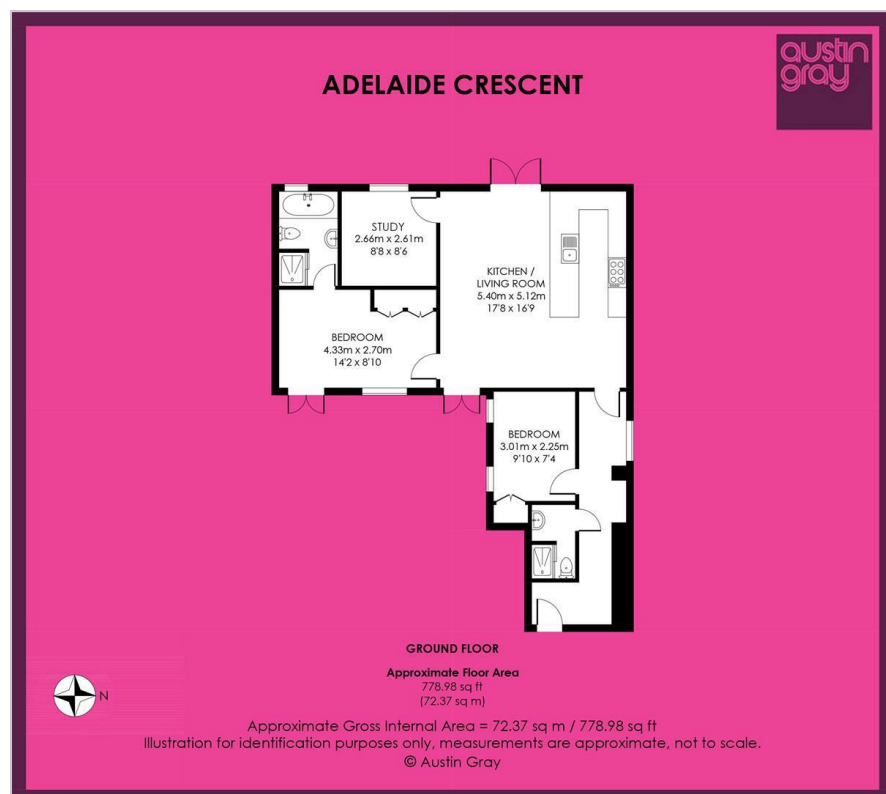 austin
gray
ADELAIDE CRESCENT
STUDY
2.66m x 2.61m
8'8 x 8'6
KITCHEN /
LIVING ROOM
5.40m x 5.12m
17'8 x 16'9
BEDROOM
4.33m x 2.70m
14'2 x 8'10
BEDROOM
3.01m x 2.25m
9'10 x 7'4
GROUND FLOOR
Approximate Floor Area
778.98 sq ft
(72.37 sq m)
N
Approximate Gross Internal Area = 72.37 sq m / 778.98 sq ft
Illustration for identification purposes only, measurements are approximate, not to scale.
© Austin Gray